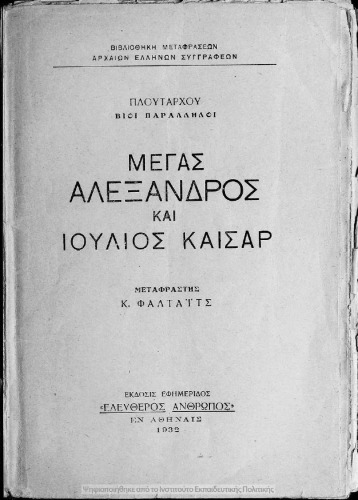 ΒΙΒΛΙΟΘΗΚΗ ΜΕΤΑΦΡΑΣΕΩΝ
ΑΡΧΑΙΩΝ ΕΛΛΗΝΩΝ ΣΥΓΓΡΑΦΕΩΝ
ΠΛΟΥΤΑΡΧΟΥ
ΒΙΟΙ ΠΑΡΑΛΛΗΛΟΙ
ΜΕΓΑΣ
ΑΛΕΞΑΝΔΡΟΣ
ΚΑΙ
ΙΟΥΛΙΟΣ ΚΑΙΣΑΡ
ΜΕΤΑΦΡΑΣΤΗΣ
Κ. ΦΑΛΤΑΪΤΣ
ΕΚΔΟΣΙΣ ΕΦΗΜΕΡΙΔΟΣ
«ΕΛΕΥΘΕΡΟΣ ΑΝΘΡΩΠΟΣ»
ΕΝ ΑΘΗΝΑΙΣ
1932
Ψηφιοποιήθηκε από το Ινστιτούτο Εκπαιδευτικής Πολιτικής